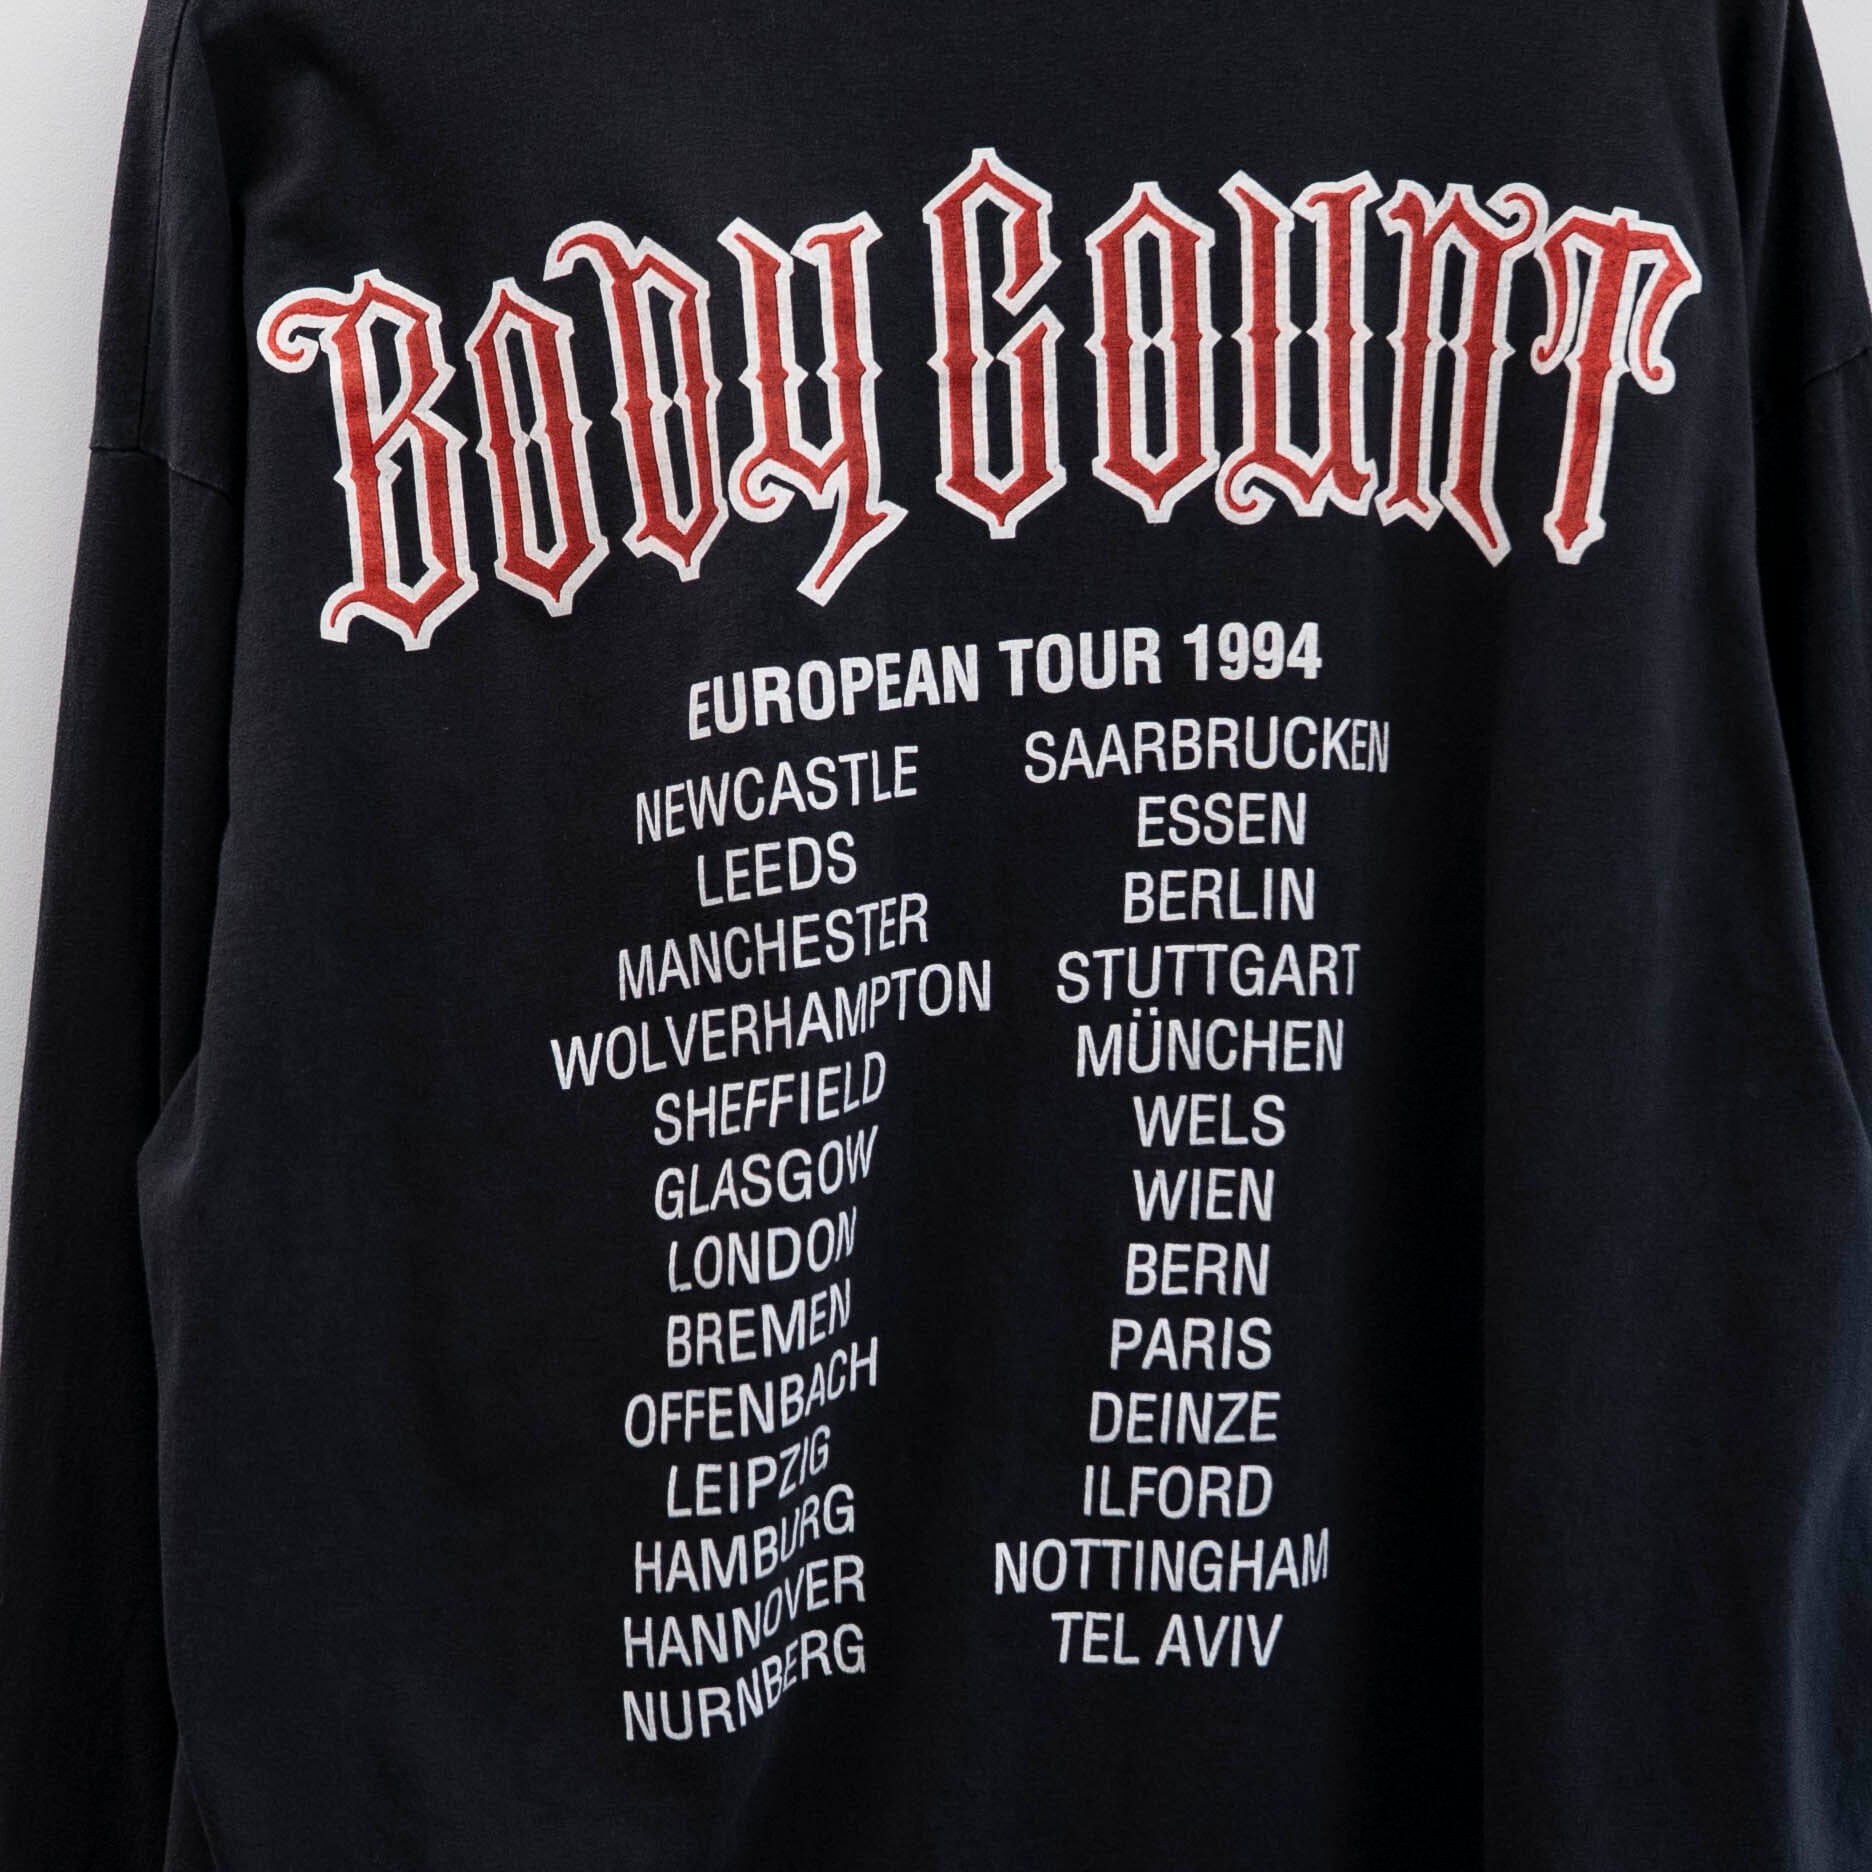 BODY COUNT
EUROPEAN TOUR 1994
NEWCASTLE
LEEDS
MANCHESTER
WOLVERHAMPTON
SHEFFIELD
GLASGOW
LONDON
BREMEN
OFFENBACH
LEIPZIG
HAMBURG
HANNOVER
NURNBERG
SAARBRUCKEN
ESSEN
BERLIN
STUTTGART
MÜNCHEN
WELS
WIEN
BERN
PARIS
DEINZE
ILFORD
NOTTINGHAM
TEL AVIV